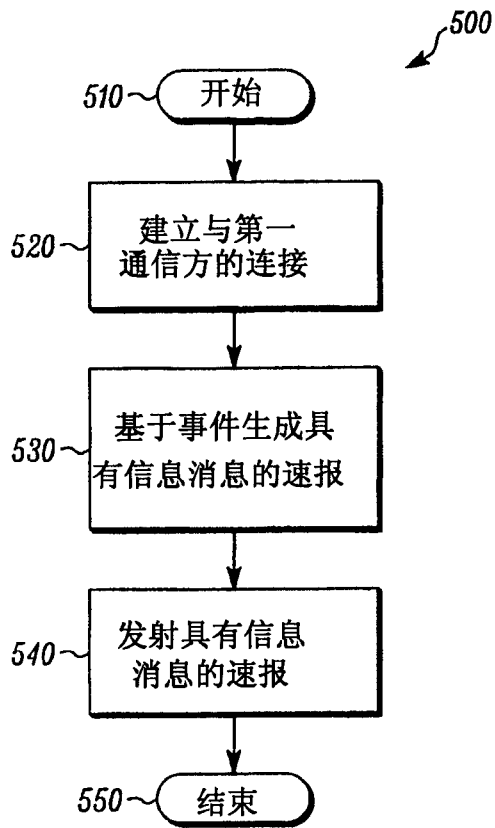 500
510
开始
建立与第一
520
通信方的连接
基于事件生成具
530
有信息消息的速报
发射具有信息
540
消息的速报
550
结束